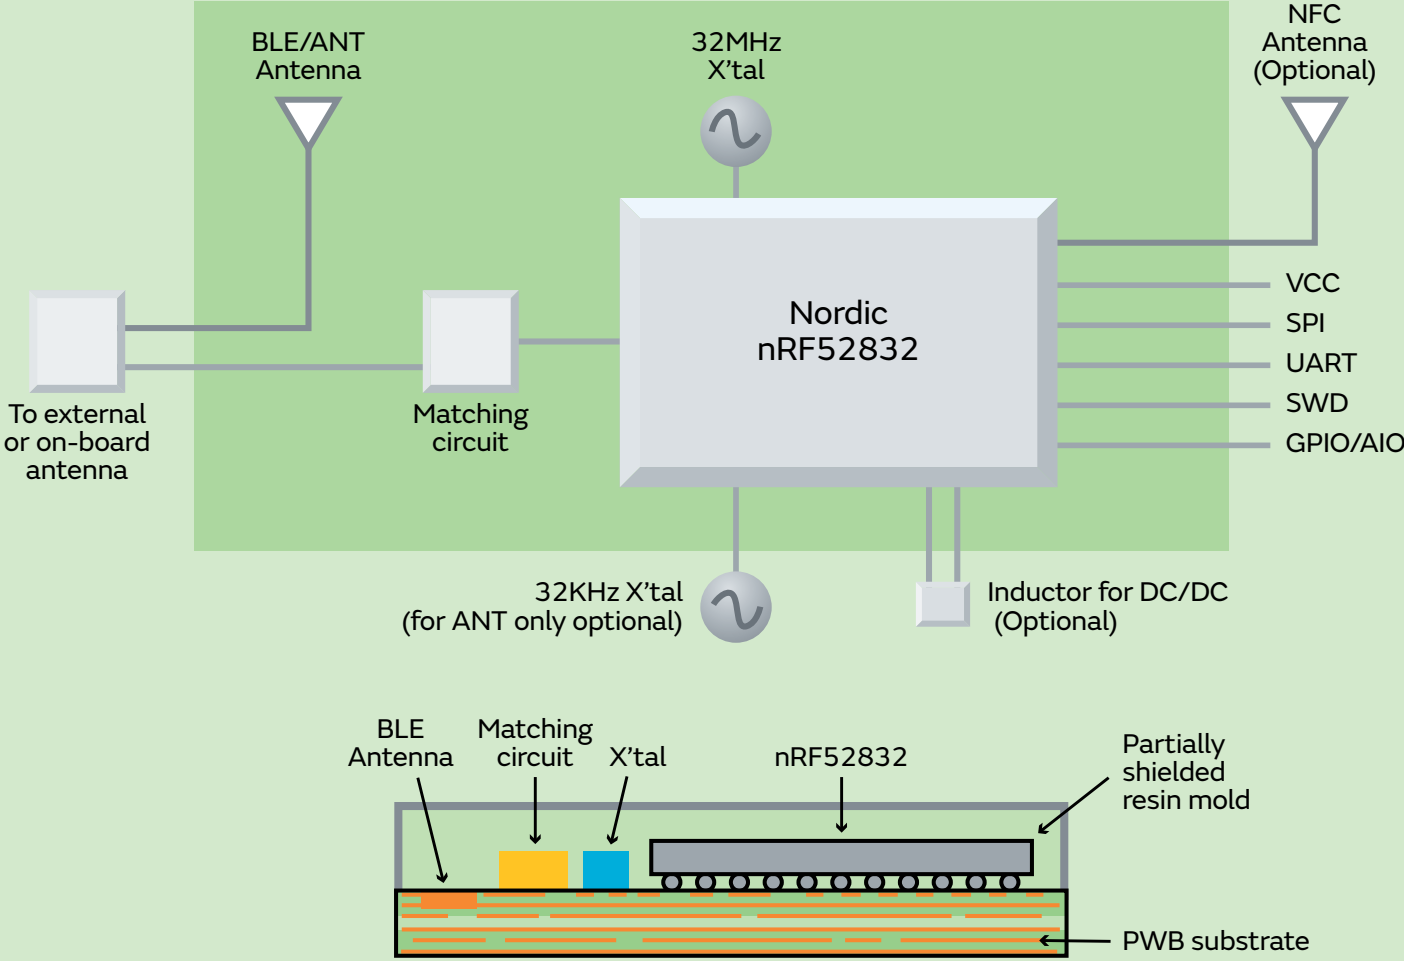 BLE/ANT
Antenna
32MHz
X'tal
NFC
Antenna
(Optional)
Nordic
nRF52832
VCC
SPI
UART
SWD
GPIO/AIO
To external
or on-board
antenna
Matching
circuit
32KHz X'tal
(for ANT only optional)
Inductor for DC/DC
(Optional)
BLE
Antenna
Matching
circuit
X'tal
nRF52832
Partially
shielded
resin mold
PWB substrate